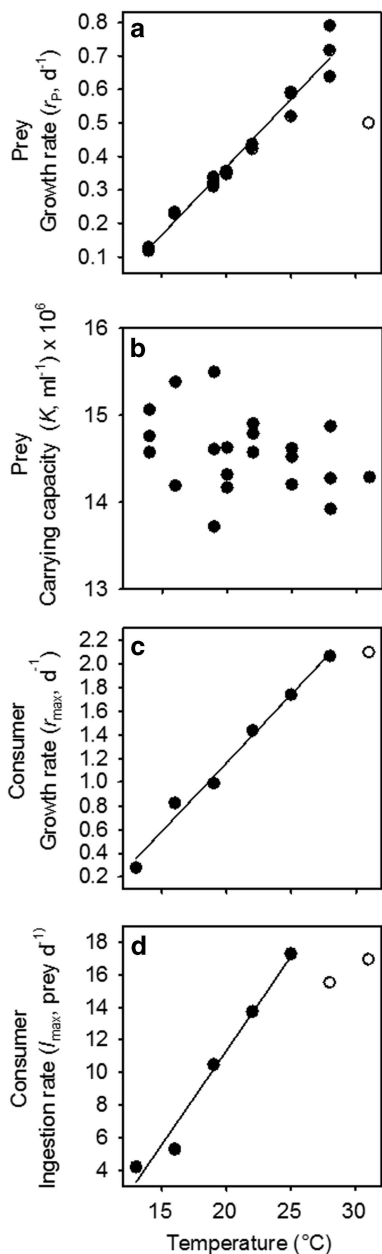 a
Prey
Growth rate (rP, d-1)
0.8
0.7
0.6
0.5
0.4
0.3
0.2
0.1
b
Prey
Carrying capacity (K, ml-1) x 106
16
15
14
13
c
Consumer
Growth rate (rmax, d-1)
2.2
2.0
1.8
1.6
1.4
1.2
1.0
0.8
0.6
0.4
0.2
d
Consumer
Ingestion rate (Imax, prey d-1)
18
16
14
12
10
8
6
4
15 20 25 30
Temperature (°C)